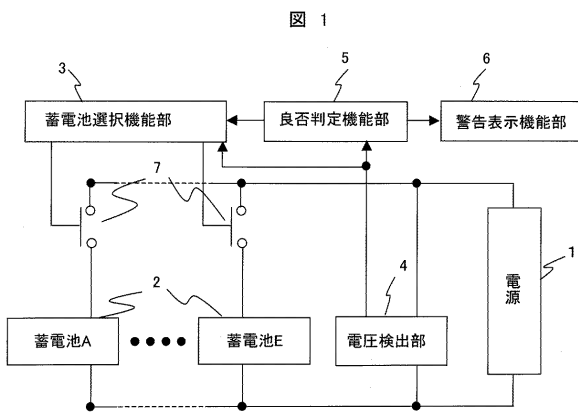 図 1
3
5
6
蓄電池選択機能部
良否判定機能部
警告表示機能部
7
1
電源
2
4
蓄電池A
蓄電池E
電圧検出部